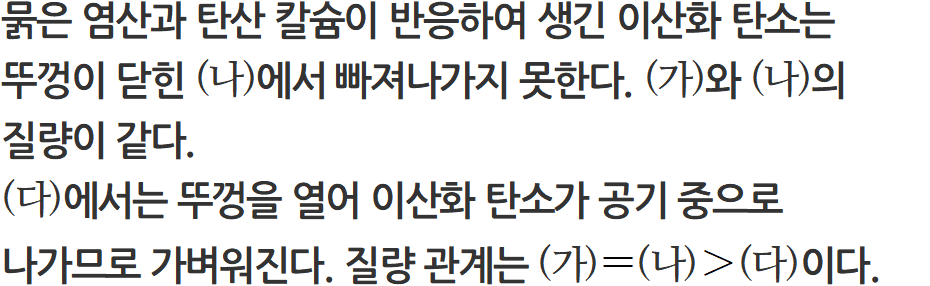 묽은 염산과 탄산 칼슘이 반응하여 생긴 이산화 탄소는
뚜껑이 닫힌 (나)에서 빠져나가지 못한다. (가)와 (나)의
질량이 같다.
(다)에서는 뚜껑을 열어 이산화 탄소가 공기 중으로
나가므로 가벼워진다. 질량 관계는 (가)=(나)>(다)이다.